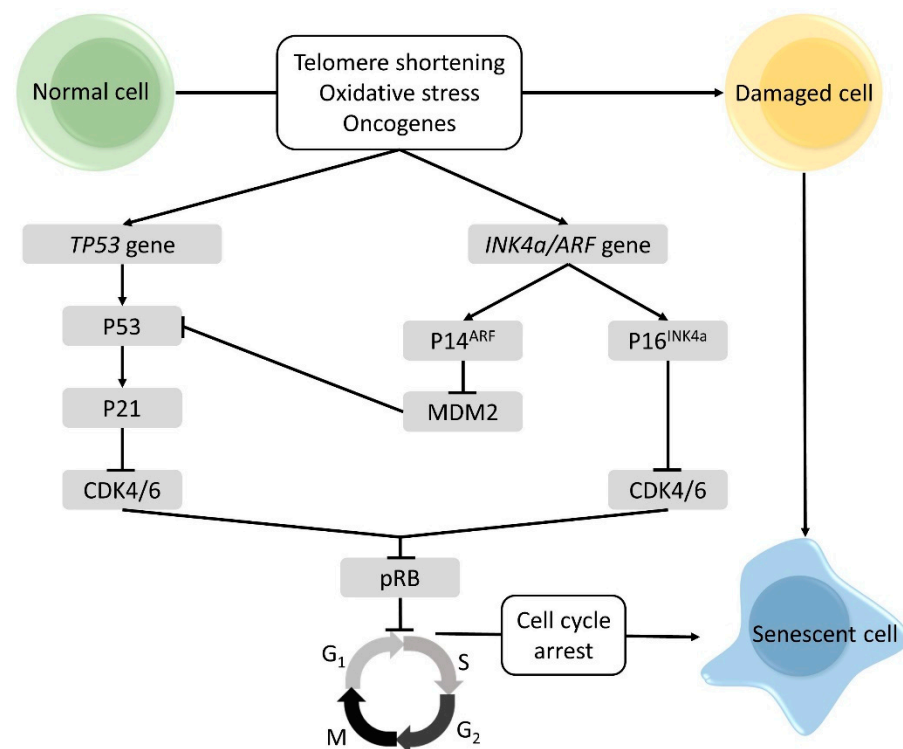 Normal cell
Telomere shortening
Oxidative stress
Oncogenes
Damaged cell
TP53 gene
INK4a/ARF gene
P53
P14ARF
P16INK4a
P21
MDM2
CDK4/6
CDK4/6
pRB
Cell cycle
arrest
Senescent cell
G1
S
M
G2